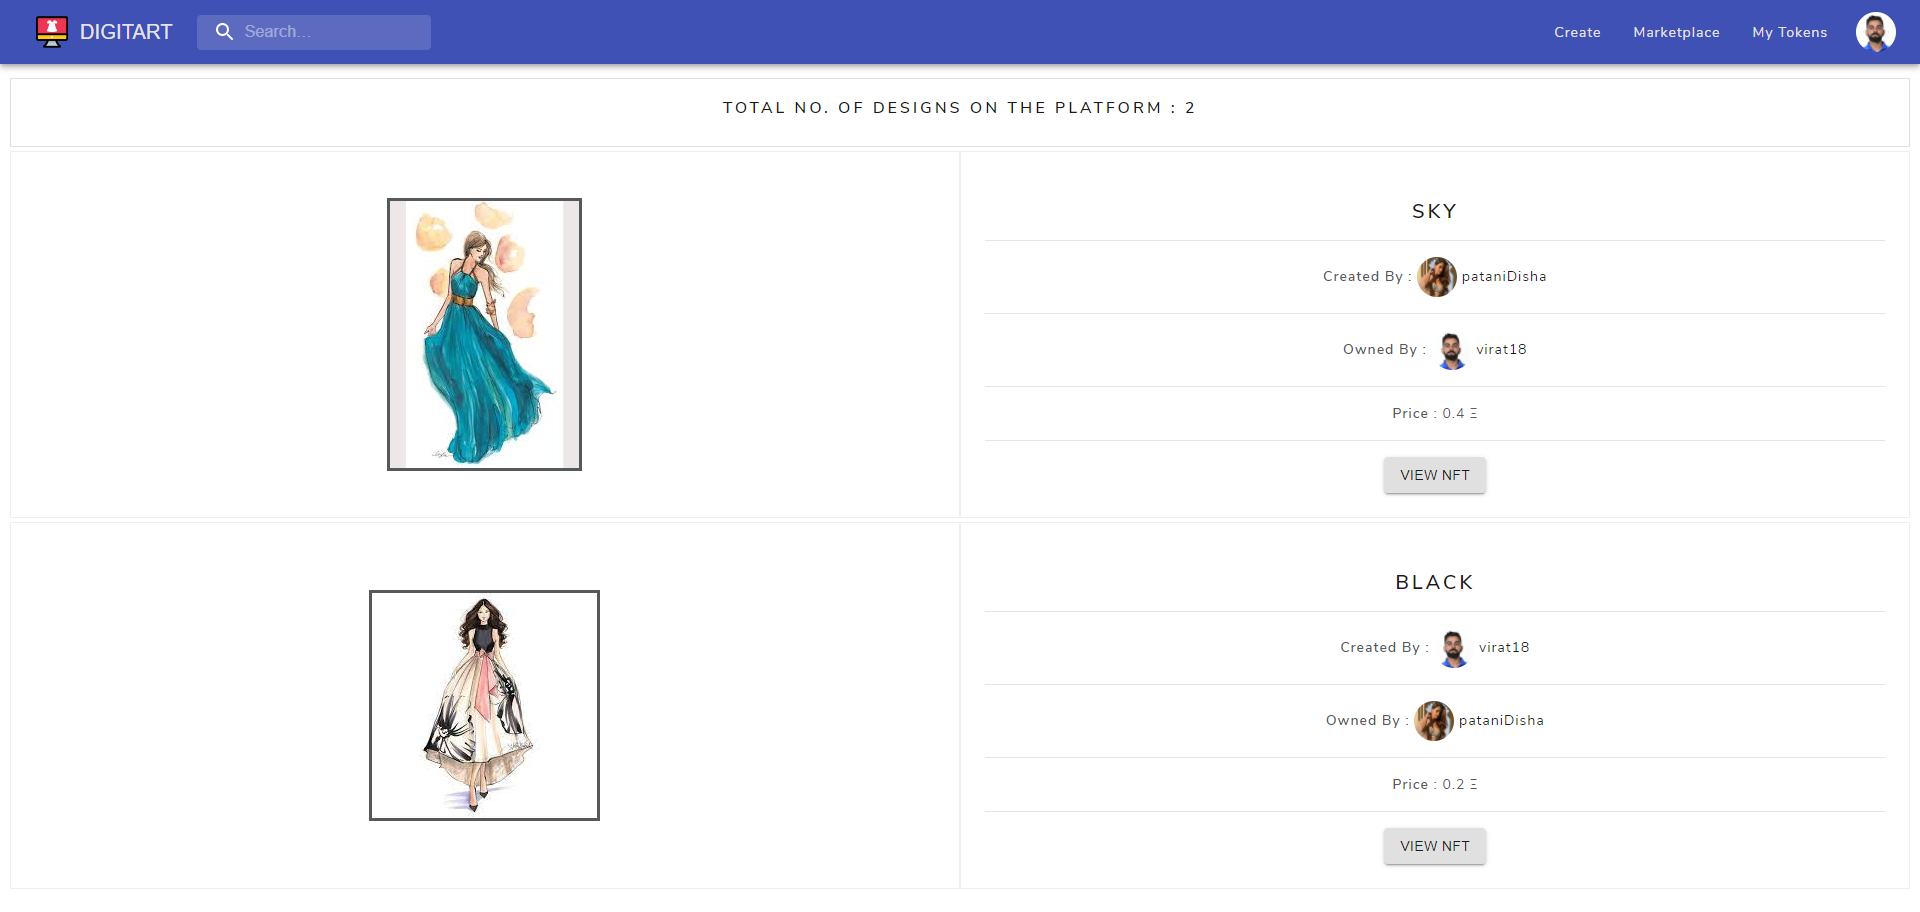 DIGITART
Search...
Create
Marketplace
My Tokens
TOTAL NO. OF DESIGNS ON THE PLATFORM : 2
SKY
Created By : pataniDisha
Owned By : virat18
Price : 0.4 Ξ
VIEW NFT
BLACK
Created By : virat18
Owned By : pataniDisha
Price : 0.2 Ξ
VIEW NFT